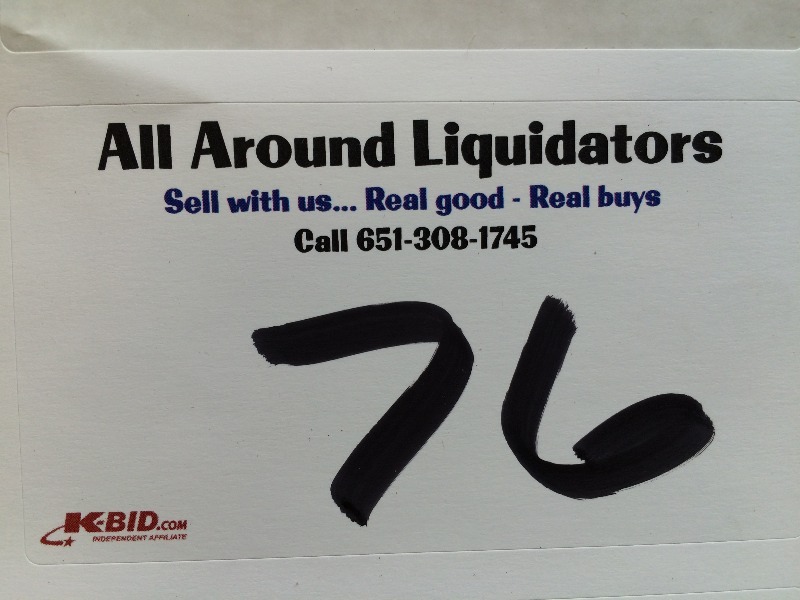 All Around Liquidators
Sell with us... Real good - Real buys
Call 651-308-1745
76
K-BID.COM
INDEPENDENT AFFILIATE